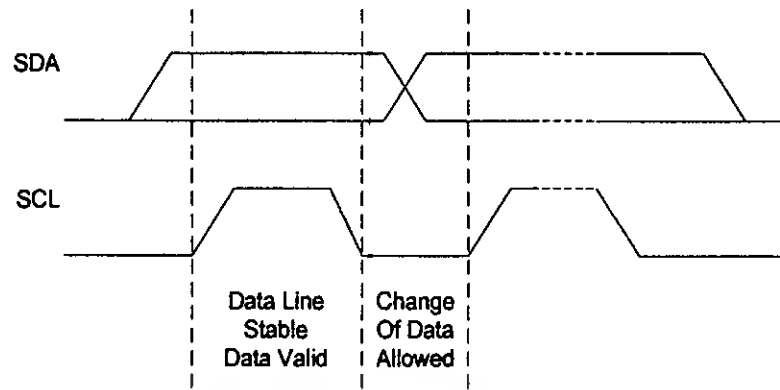 SDA
SCL
Data Line
Stable
Data Valid
Change
Of Data
Allowed